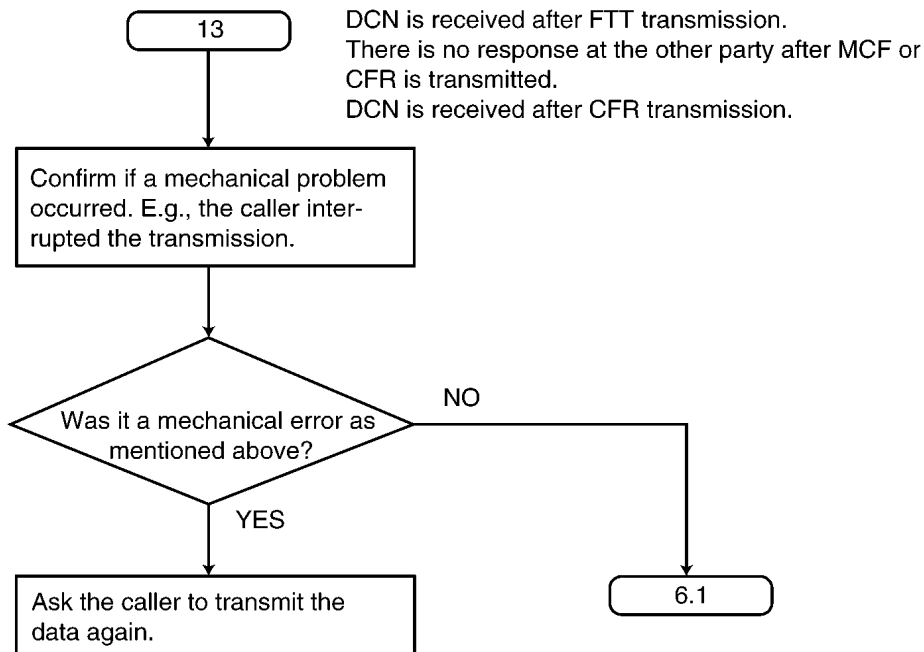 13
DCN is received after FTT transmission.
There is no response at the other party after MCF or
CFR is transmitted.
DCN is received after CFR transmission.
Confirm if a mechanical problem
occurred. E.g., the caller inter-
rupted the transmission.
Was it a mechanical error as
mentioned above?
NO
YES
Ask the caller to transmit the
data again.
6.1